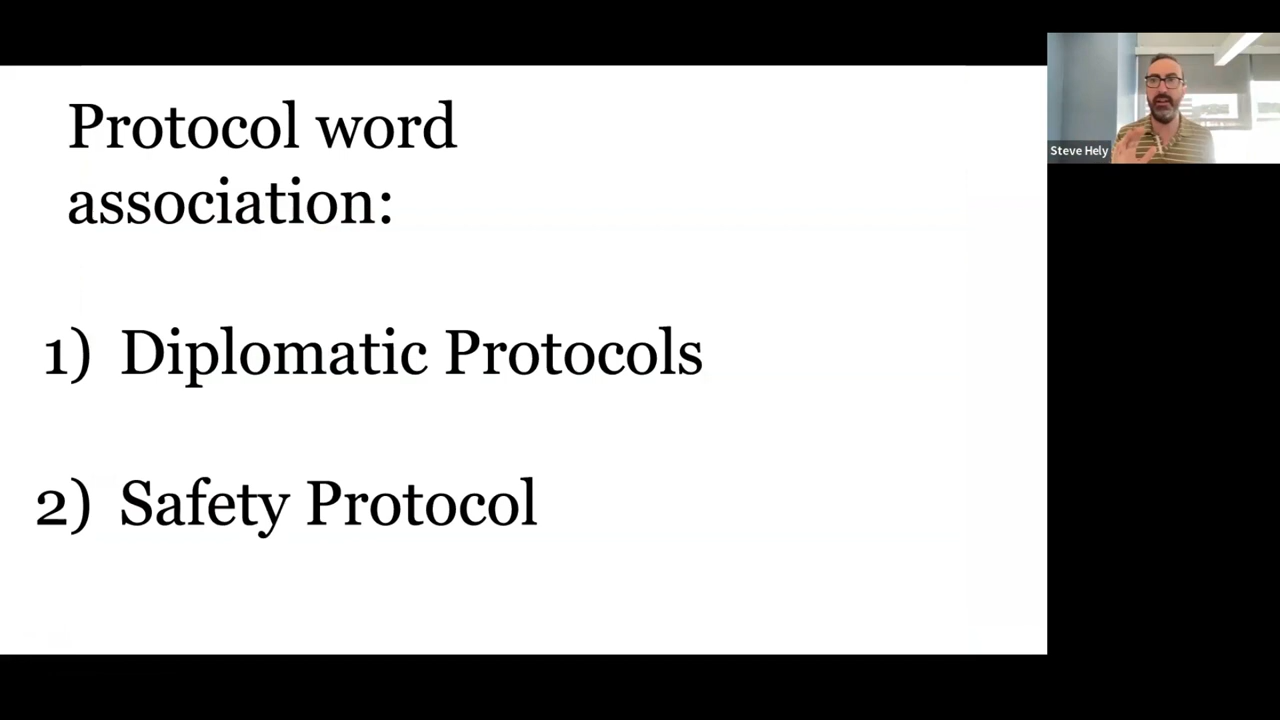 Protocol word
association:
1) Diplomatic Protocols
2) Safety Protocol
Steve Hely